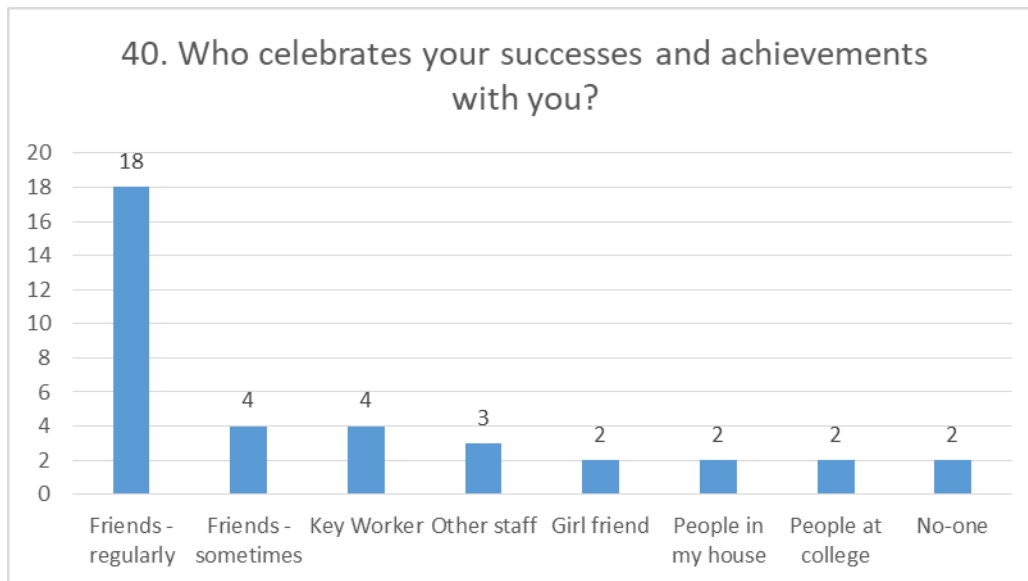 40. Who celebrates your successes and achievements
with you?
20
18
16
14
12
10
8
6
4
2
0
18
4
4
3
2
2
2
2
Friends -
regularly
Friends -
sometimes
Key Worker
Other staff
Girl friend
People in
my house
People at
college
No-one